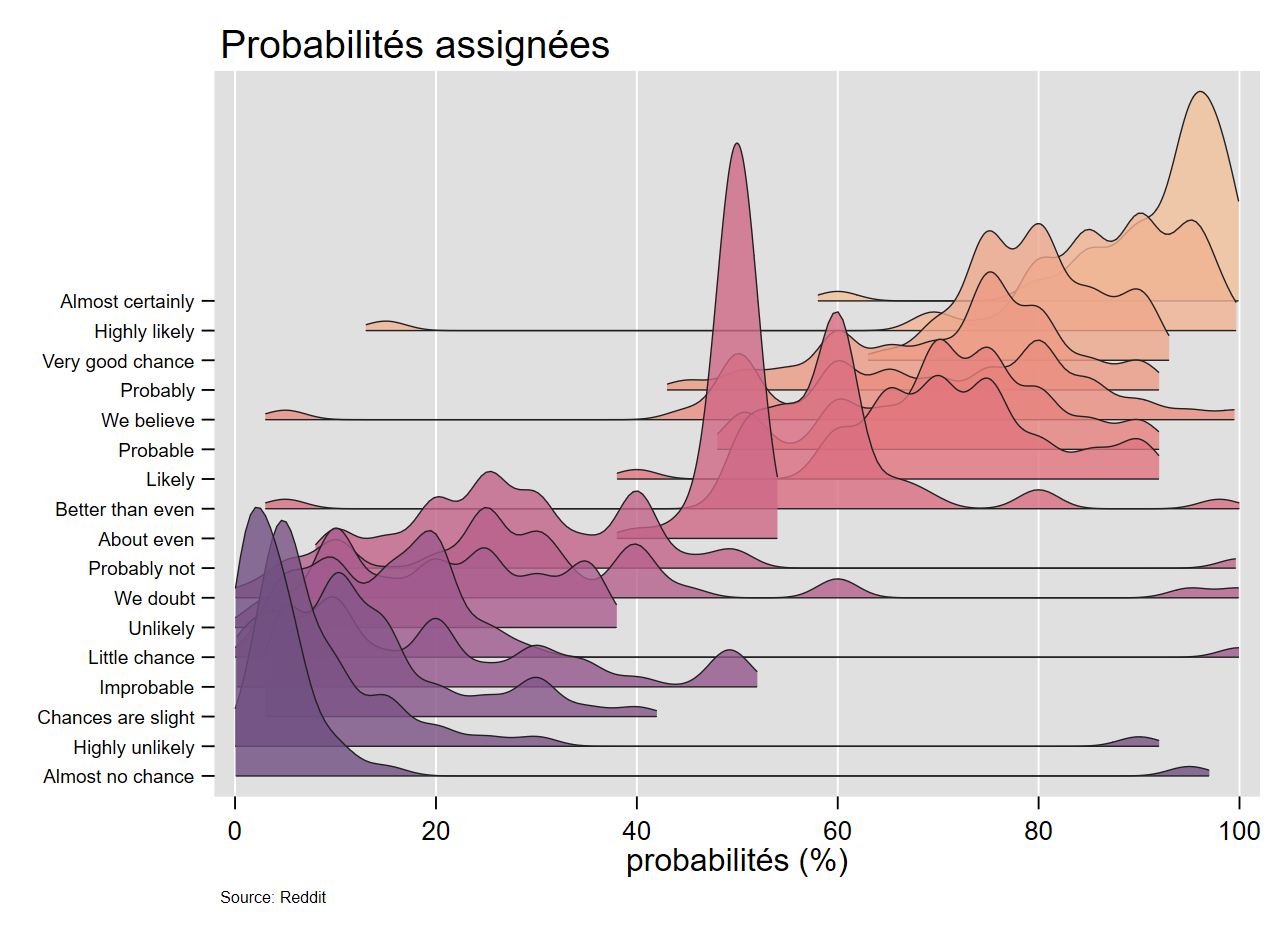 Probabilités assignées
Almost certainly
Highly likely
Very good chance
Probably
We believe
Probable
Likely
Better than even
About even
Probably not
We doubt
Unlikely
Little chance
Improbable
Chances are slight
Highly unlikely
Almost no chance
0 20 40 60 80 100
probabilités (%)
Source: Reddit